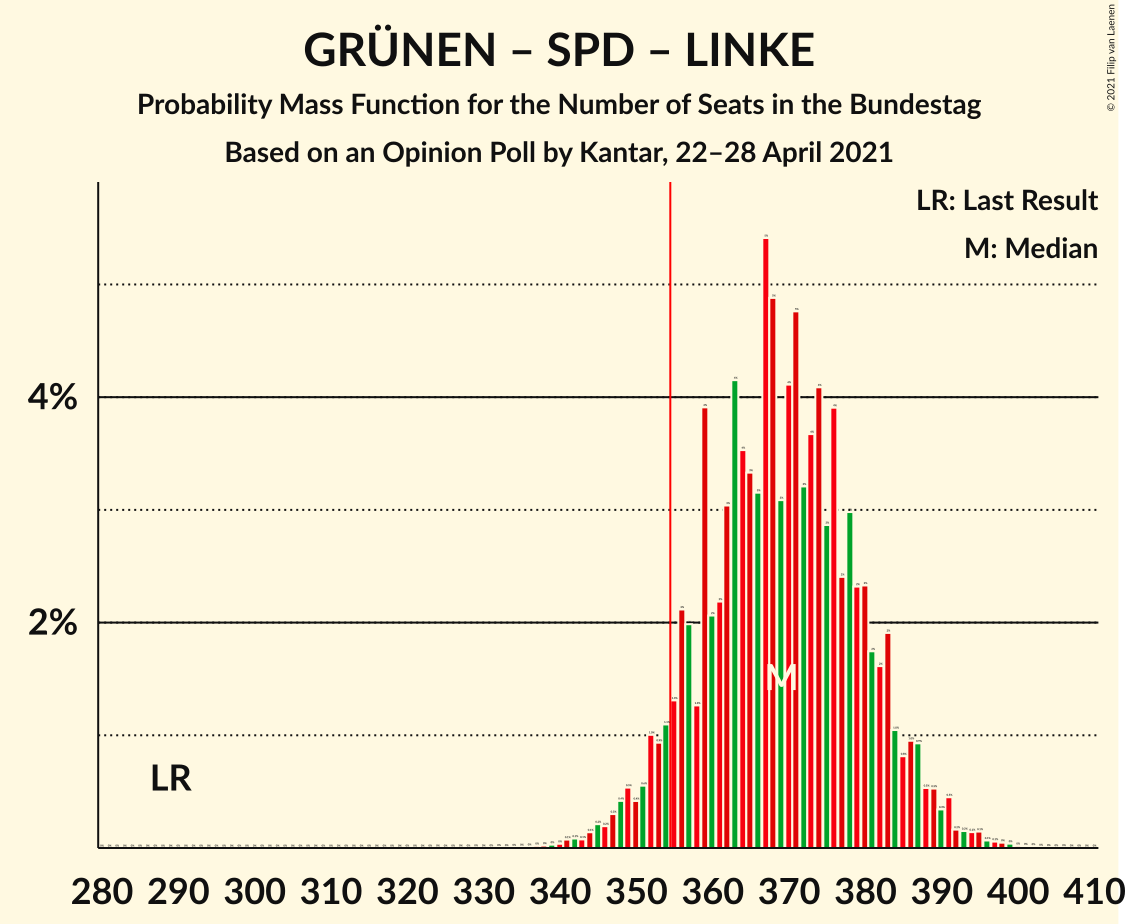 GRÜNEN – SPD – LINKE
Probability Mass Function for the Number of Seats in the Bundestag
Based on an Opinion Poll by Kantar, 22–28 April 2021
© 2021 Filip van Laenen
LR: Last Result
M: Median
4%
2%
M
LR
280 290 300 310 320 330 340 350 360 370 380 390 400 410